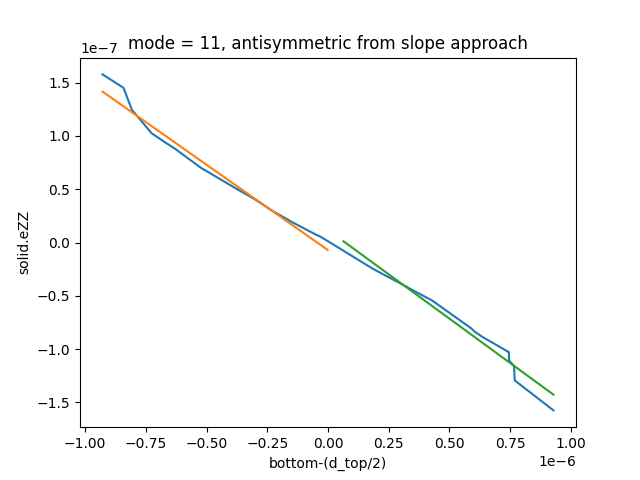 1e−7
mode = 11, antisymmetric from slope approach
solid.eZZ
1.5
1.0
0.5
0.0
−0.5
−1.0
−1.5
−1.00 −0.75 −0.50 −0.25 0.00 0.25 0.50 0.75 1.00
bottom-(d_top/2)
1e−6